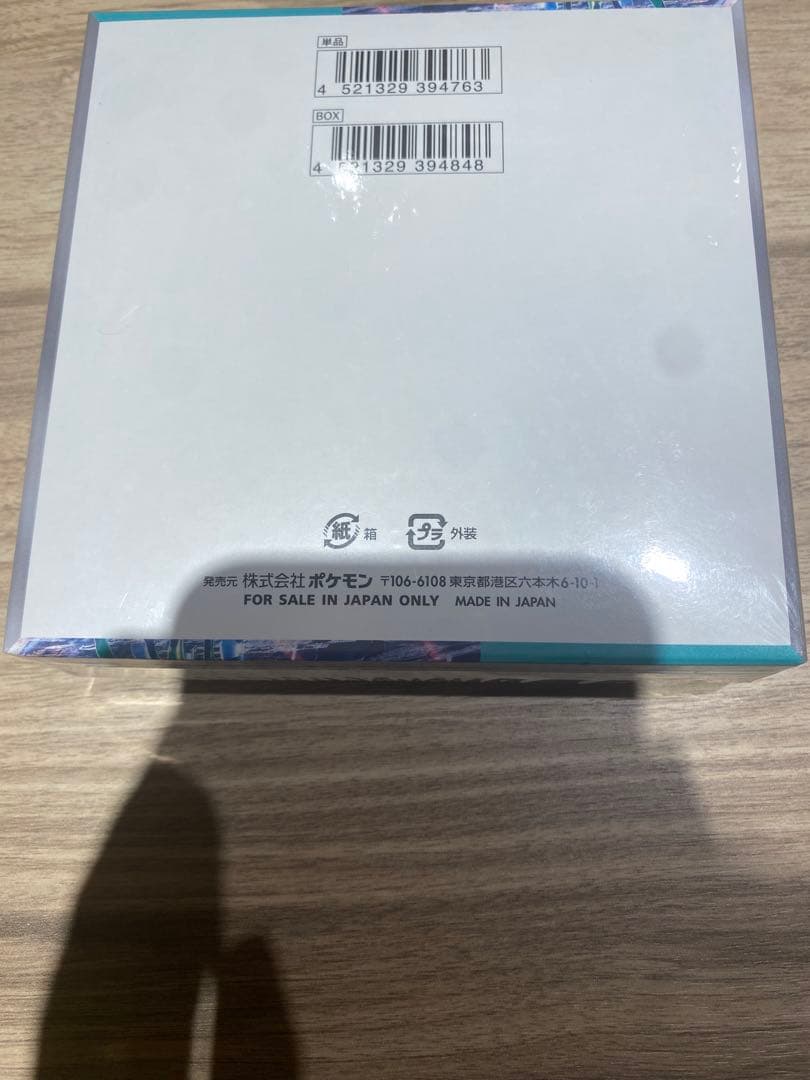 単品
4 521329 394763
BOX
4 521329 394848
紙 箱 プラ 外装
発売元 株式会社ポケモン 〒106-6108 東京都港区六本木6-10-1
FOR SALE IN JAPAN ONLY MADE IN JAPAN